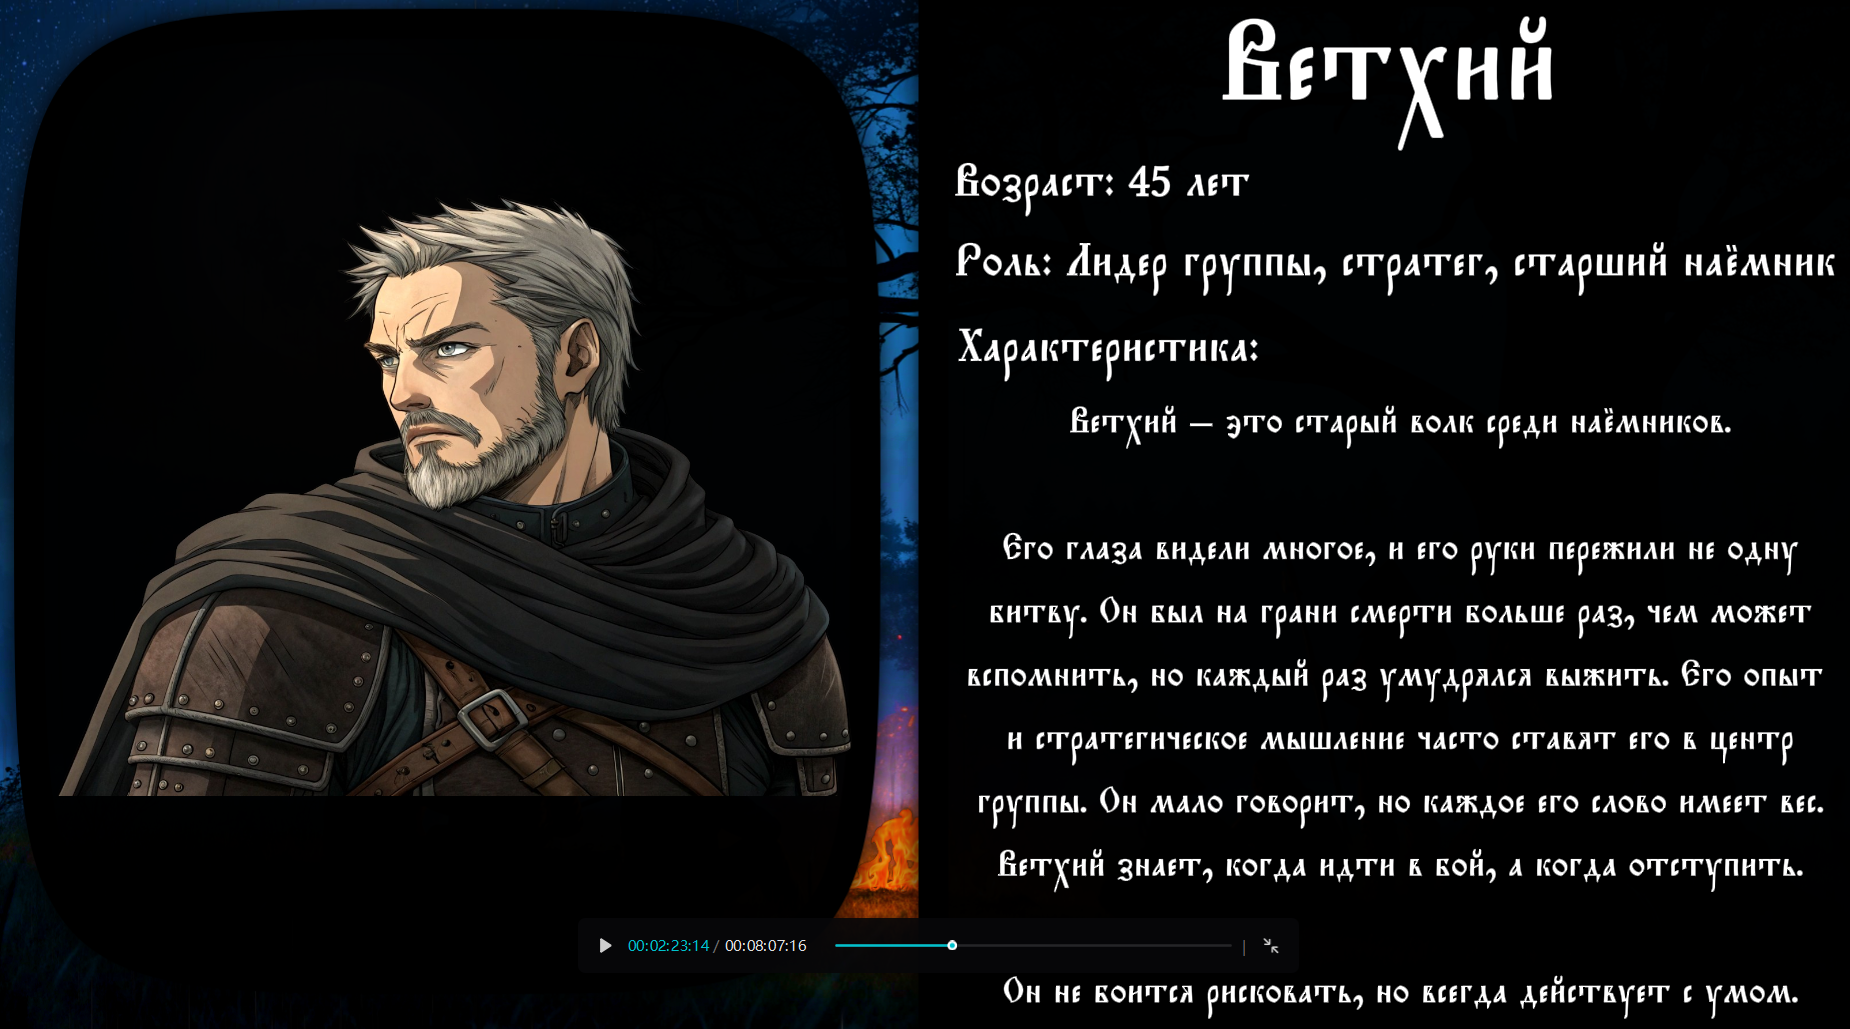 Ветхий
Возраст: 45 лет
Роль: Лидер группы, стратег, старший наёмник
Характеристика:
Ветхий — это старый волк среди наёмников.
Его глаза видели многое, и его руки пережили не одну
битву. Он был на грани смерти больше раз, чем может
вспомнить, но каждый раз умудрялся выжить. Его опыт
и стратегическое мышление часто ставят его в центр
группы. Он мало говорит, но каждое его слово имеет вес.
Ветхий знает, когда идти в бой, а когда отступить.
00:02:23:14 / 00:08:07:16
Он не боится рисковать, но всегда действует с умом.